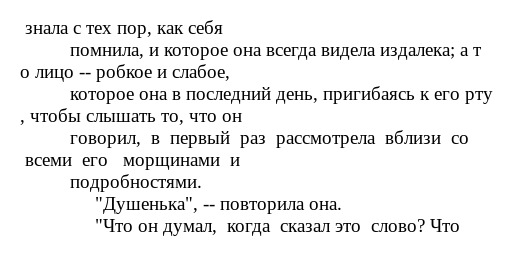 знала с тех пор, как себя
помнила, и которое она всегда видела издалека; а т
о лицо -- робкое и слабое,
которое она в последний день, пригибаясь к его рту
, чтобы слышать то, что он
говорил, в первый раз рассмотрела вблизи со
всеми его морщинами и
подробностями.
"Душенька", -- повторила она.
"Что он думал, когда сказал это слово? Что